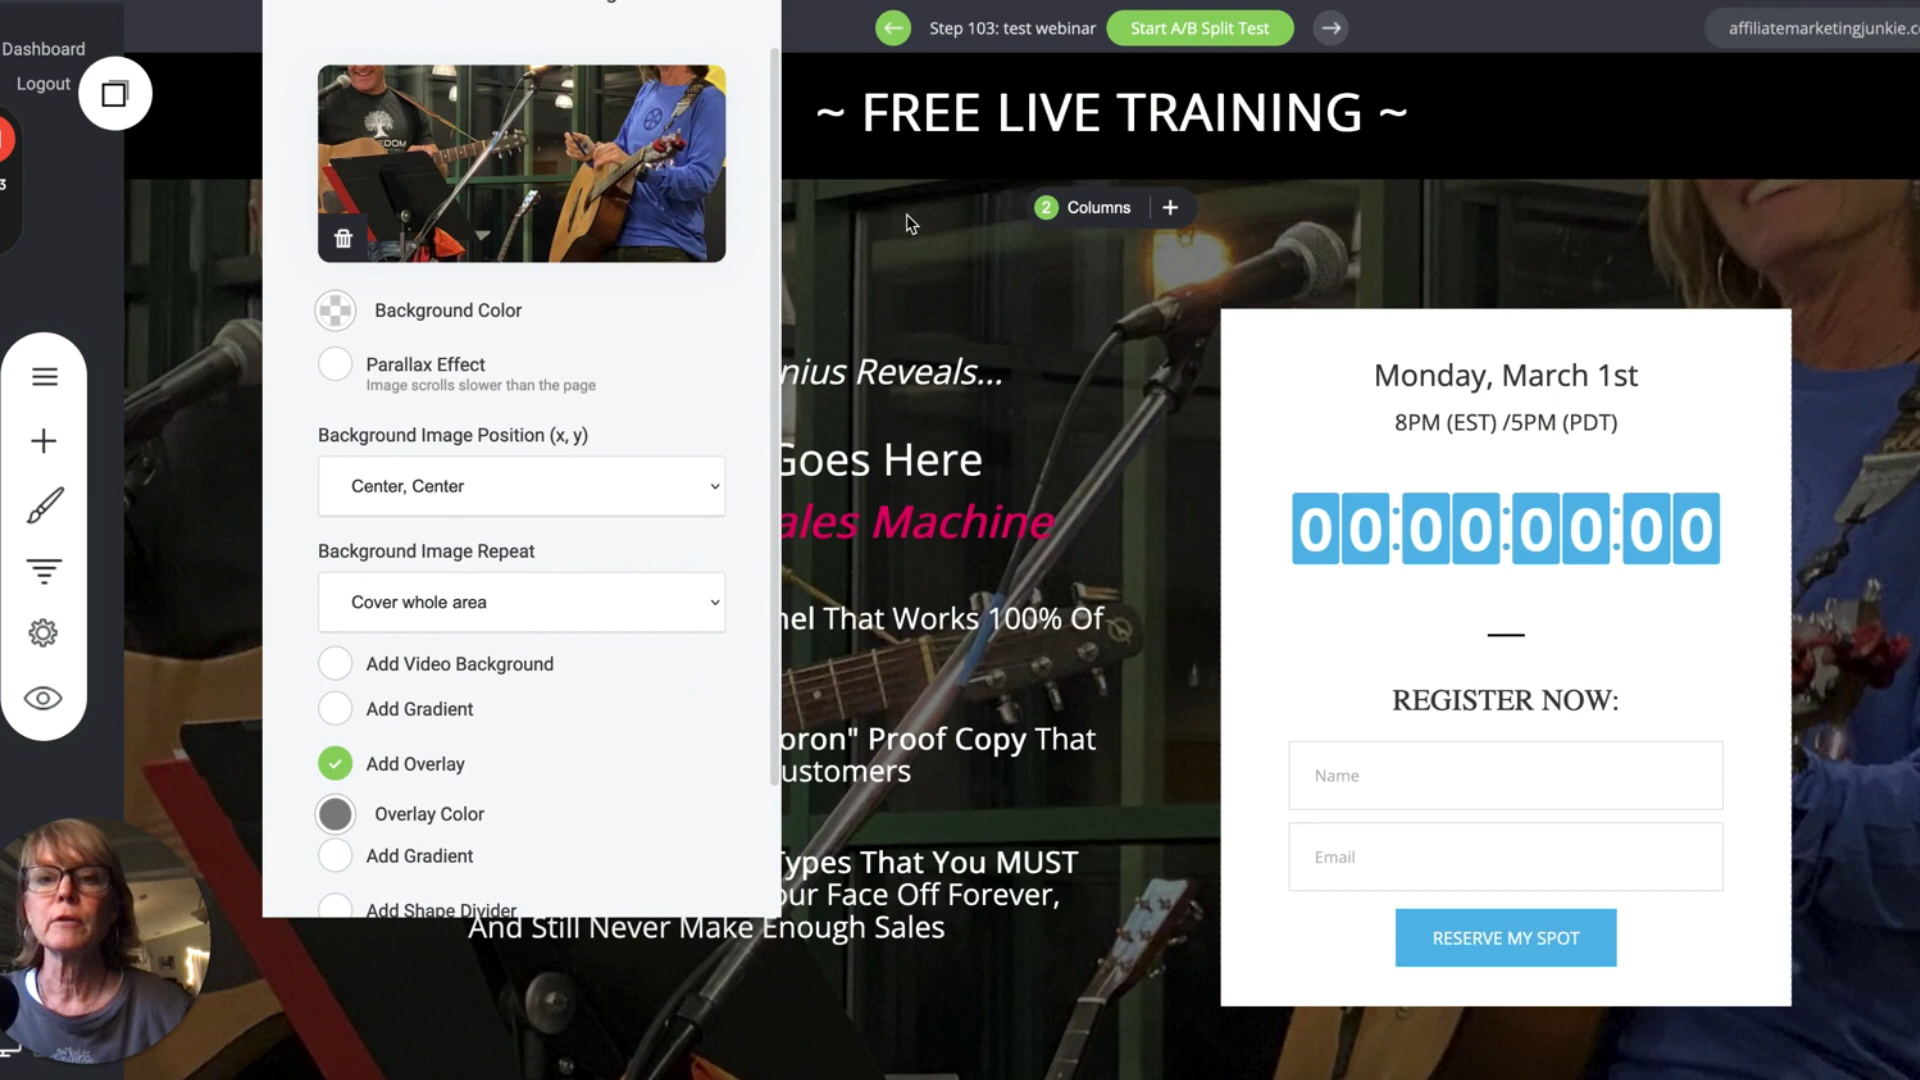 Dashboard
Logout
3
Step 103: test webinar
Start A/B Split Test
affiliatemarketingjunkie.c
~ FREE LIVE TRAINING ~
2 Columns +
EDOM
Background Color
Parallax Effect
Image scrolls slower than the page
Background Image Position (x, y)
Center, Center
Background Image Repeat
Cover whole area
Add Video Background
Add Gradient
Add Overlay
Overlay Color
Add Gradient
Add Shape Divider
nius Reveals...
Goes Here
ales Machine
nel That Works 100% Of
oron" Proof Copy That
ustomers
Types That You MUST
our Face Off Forever,
And Still Never Make Enough Sales
Monday, March 1st
8PM (EST) /5PM (PDT)
00:00:00:00
REGISTER NOW:
Name
Email
RESERVE MY SPOT